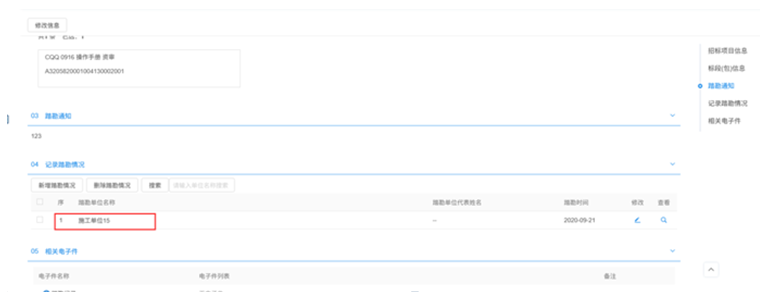 修改信息
CQQ 0916 操作手册 资审
A3205820001004130002001
招标项目信息
标段(包)信息
踏勘通知
记录踏勘情况
相关电子件
03 踏勘通知
123
04 记录踏勘情况
新增踏勘情况 删除踏勘情况 搜索 请输入单位名称搜索
序 踏勘单位名称 踏勘单位代表姓名 踏勘时间 修改 查看
1 施工单位15 -- 2020-09-21
05 相关电子件
电子件名称 电子件列表 备注